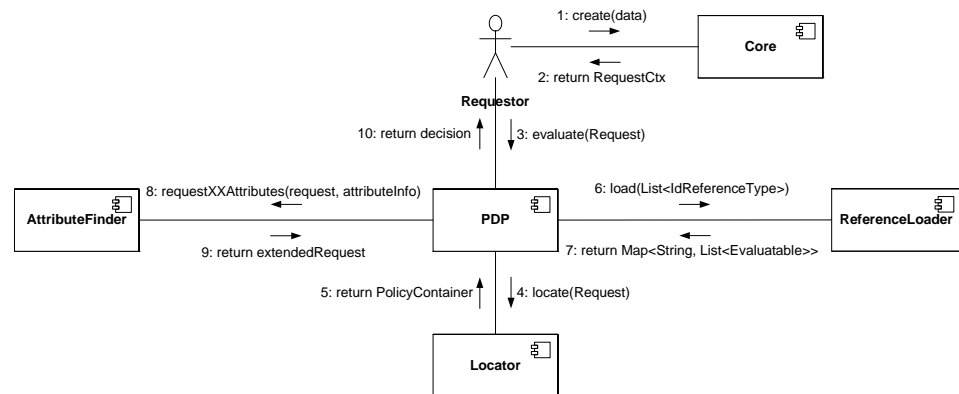 1: create(data)
Core
2: return RequestCtx
Requestor
10: return decision
3: evaluate(Request)
8: requestXXAttributes(request, attributeInfo)
6: load(List<IdReferenceType>)
AttributeFinder
PDP
ReferenceLoader
9: return extendedRequest
7: return Map<String, List<Evaluatable>>
5: return PolicyContainer
4: locate(Request)
Locator